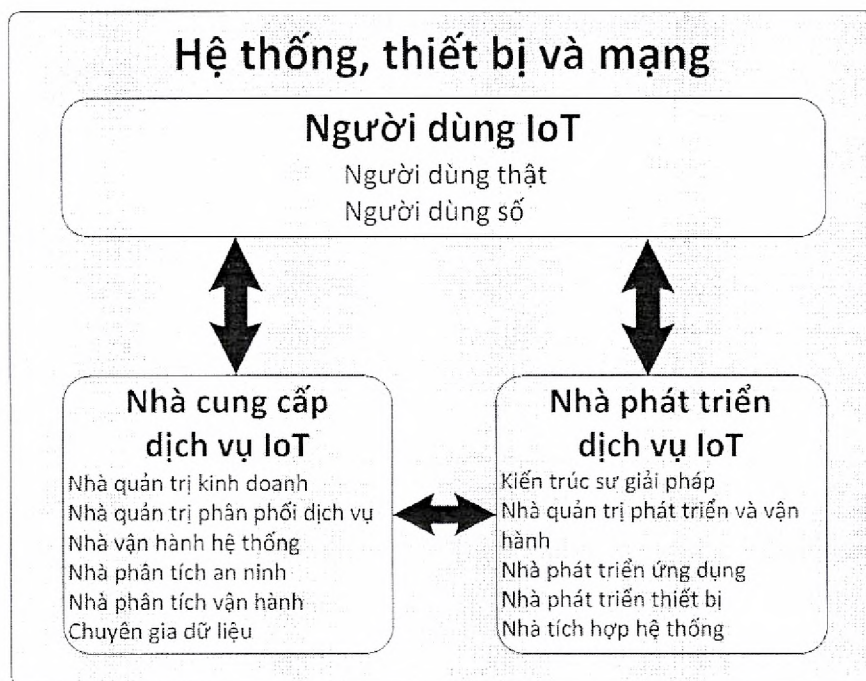 Hệ thống, thiết bị và mạng
Người dùng IoT
Người dùng thật
Người dùng số
Nhà cung cấp
dịch vụ IoT
Nhà quản trị kinh doanh
Nhà quản trị phân phối dịch vụ
Nhà vận hành hệ thống
Nhà phân tích an ninh
Nhà phân tích vận hành
Chuyên gia dữ liệu
Nhà phát triển
dịch vụ IoT
Kiến trúc sư giải pháp
Nhà quản trị phát triển và vận
hành
Nhà phát triển ứng dụng
Nhà phát triển thiết bị
Nhà tích hợp hệ thống